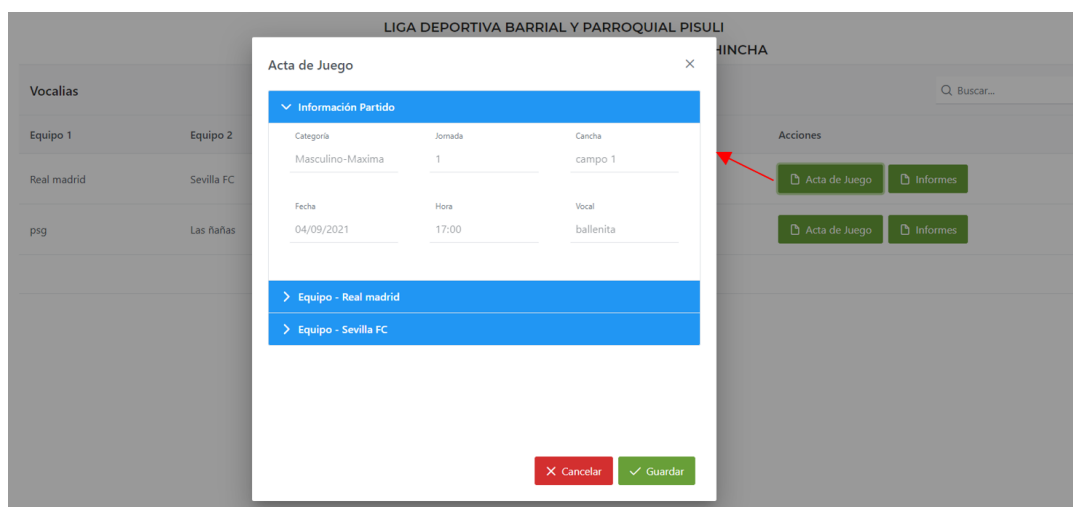 LIGA DEPORTIVA BARRIAL Y PARROQUIAL PISULI
HINCHA
Vocalias
Buscar...
Equipo 1 Equipo 2 Acciones
Real madrid Sevilla FC Acta de Juego Informes
psg Las ñañas Acta de Juego Informes
Acta de Juego
Información Partido
Categoría Jornada Cancha
Masculino-Maxima 1 campo 1
Fecha Hora Vocal
04/09/2021 17:00 ballenita
Equipo - Real madrid
Equipo - Sevilla FC
Cancelar Guardar